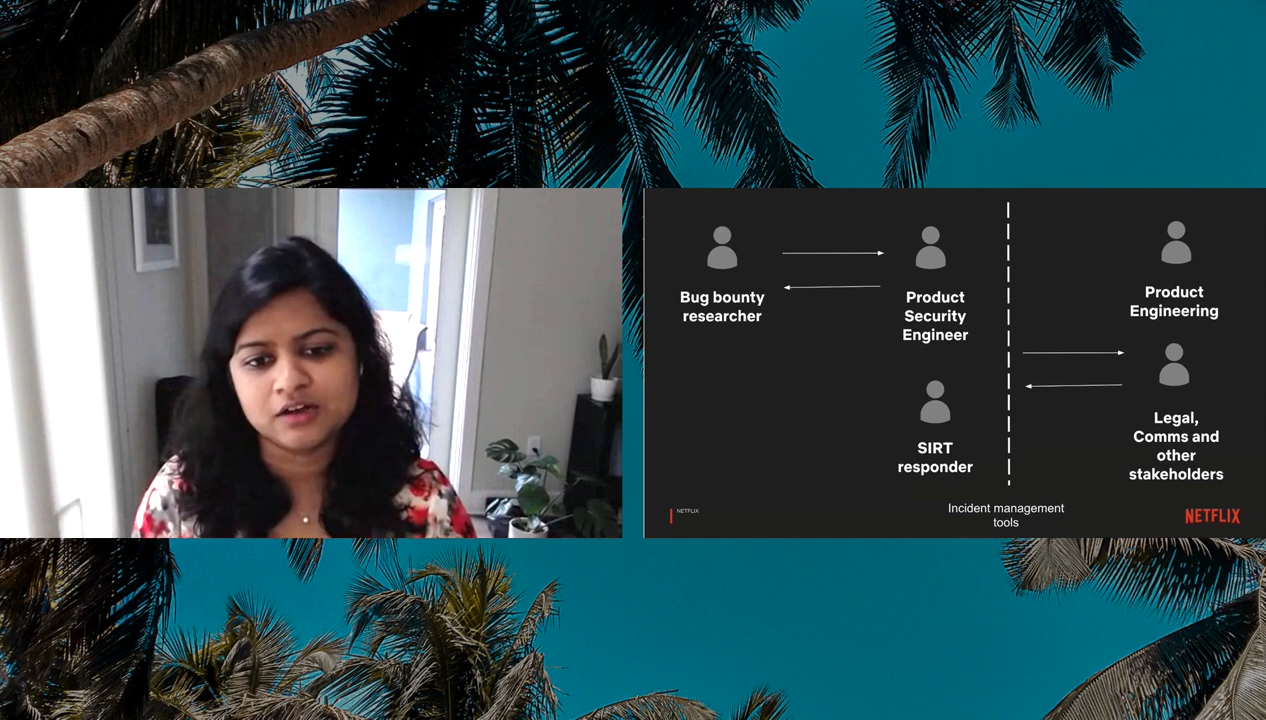 Bug bounty
researcher
Product
Security
Engineer
SIRT
responder
Product
Engineering
Legal,
Comms and
other
stakeholders
Incident management
tools
NETFLIX
NETFLIX